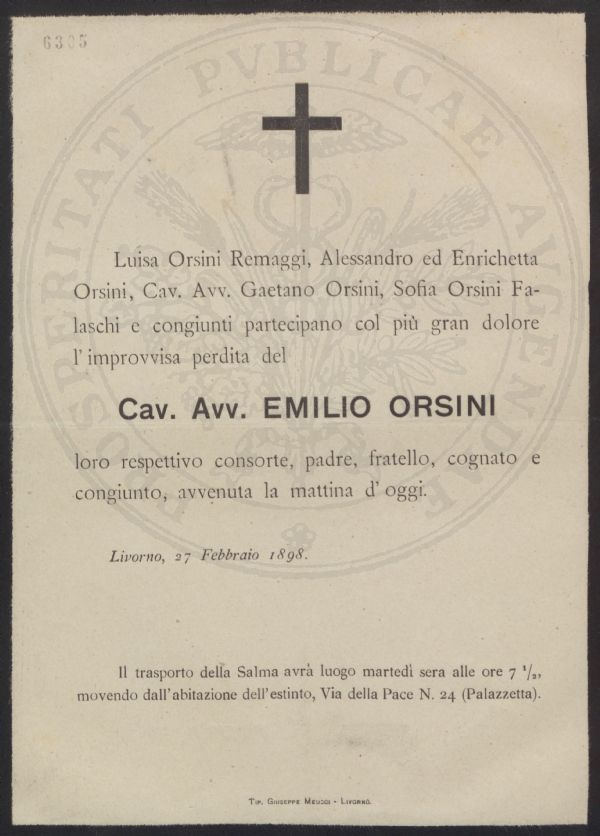 6305
PROSPERITATI PVBLICAE AVGENDAE
Luisa Orsini Remaggi, Alessandro ed Enrichetta
Orsini, Cav. Avv. Gaetano Orsini, Sofia Orsini Fa-
laschi e congiunti partecipano col più gran dolore
l'improvvisa perdita del
Cav. Avv. EMILIO ORSINI
loro respettivo consorte, padre, fratello, cognato e
congiunto, avvenuta la mattina d'oggi.
Livorno, 27 Febbraio 1898.
Il trasporto della Salma avrà luogo martedì sera alle ore 7 1/2,
movendo dall'abitazione dell'estinto, Via della Pace N. 24 (Palazzetta).
Tip. Giuseppe Meucci - Livorno.